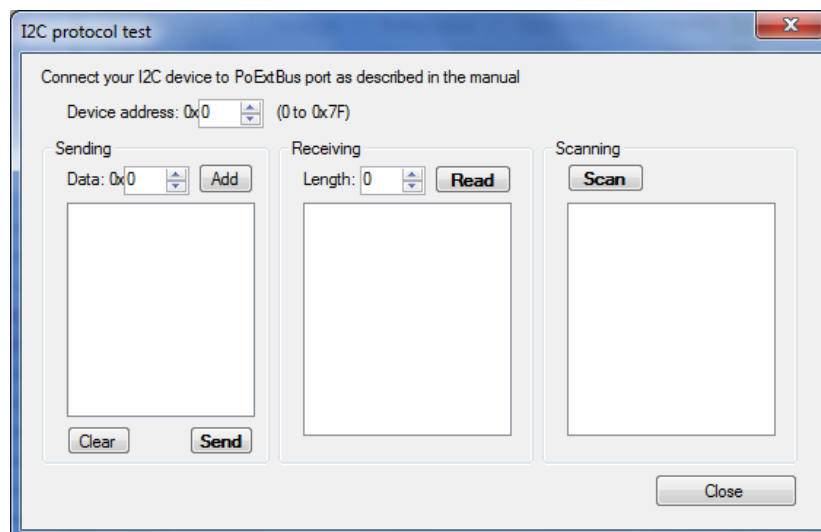 I2C protocol test
Connect your I2C device to PoExtBus port as described in the manual
Device address: 0x 0 (0 to 0x7F)
Sending
Data: 0x 0 Add
Clear Send
Receiving
Length: 0 Read
Scanning
Scan
Close